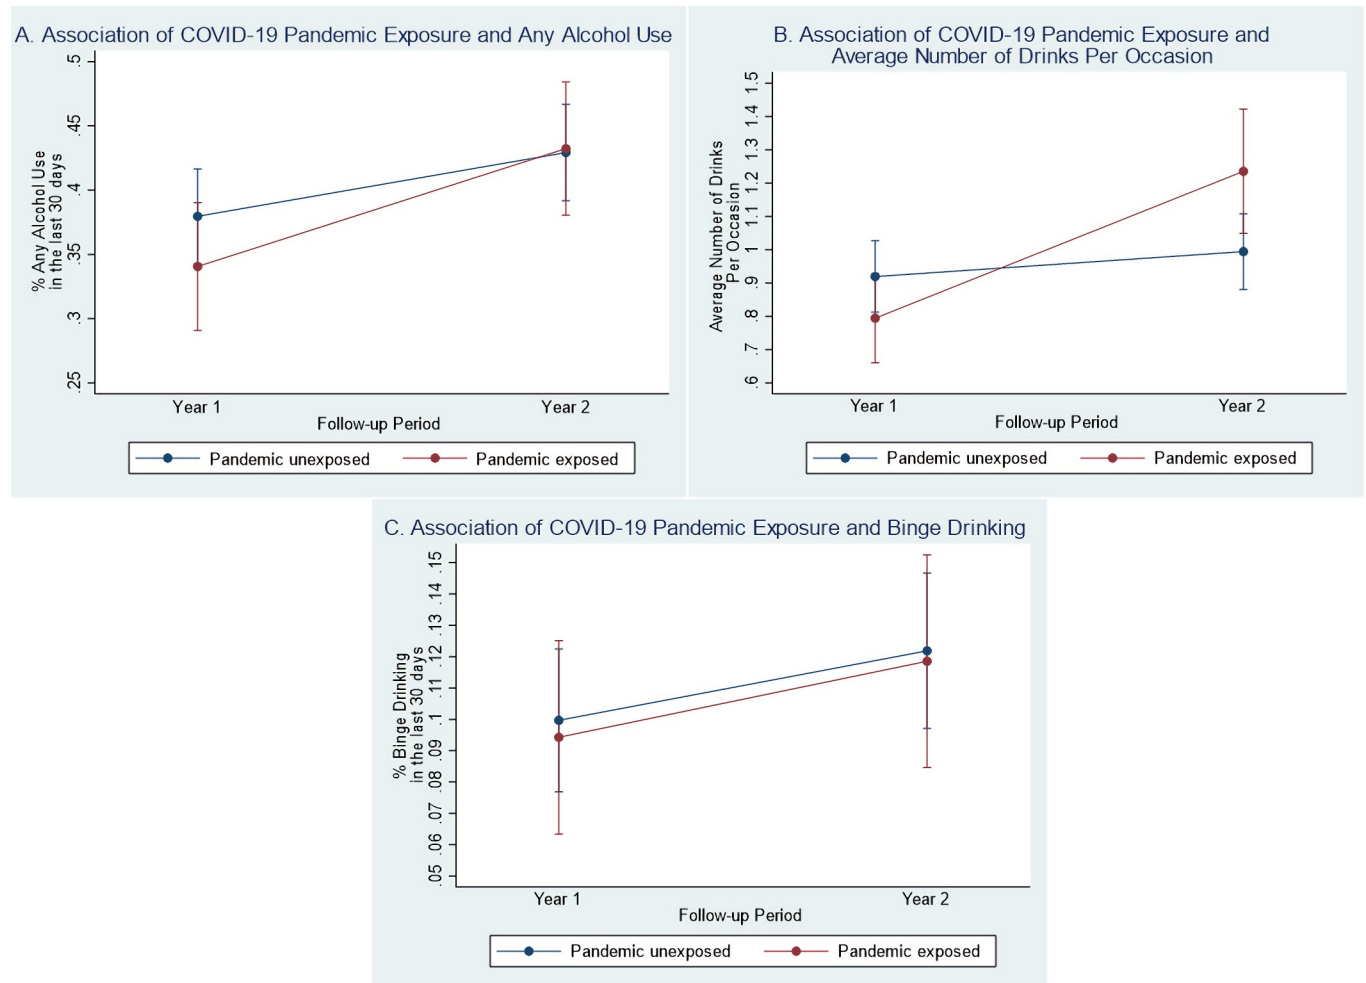 A. Association of COVID-19 Pandemic Exposure and Any Alcohol Use
% Any Alcohol Use
in the last 30 days
.5
.45
.4
.35
.3
.25
Year 1
Year 2
Follow-up Period
Pandemic unexposed
Pandemic exposed
B. Association of COVID-19 Pandemic Exposure and
Average Number of Drinks Per Occasion
Average Number of Drinks
Per Occasion
1.5
1.4
1.3
1.2
1.1
1
.9
.8
.7
.6
Year 1
Year 2
Follow-up Period
Pandemic unexposed
Pandemic exposed
C. Association of COVID-19 Pandemic Exposure and Binge Drinking
% Binge Drinking
in the last 30 days
.15
.14
.13
.12
.11
.1
.09
.08
.07
.06
.05
Year 1
Year 2
Follow-up Period
Pandemic unexposed
Pandemic exposed